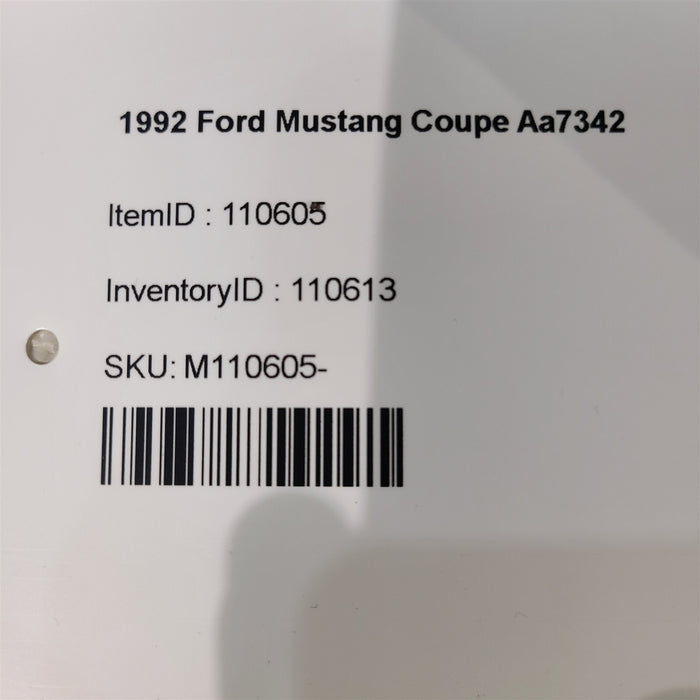 1992 Ford Mustang Coupe Aa7342
ItemID : 110605
InventoryID : 110613
SKU: M110605-